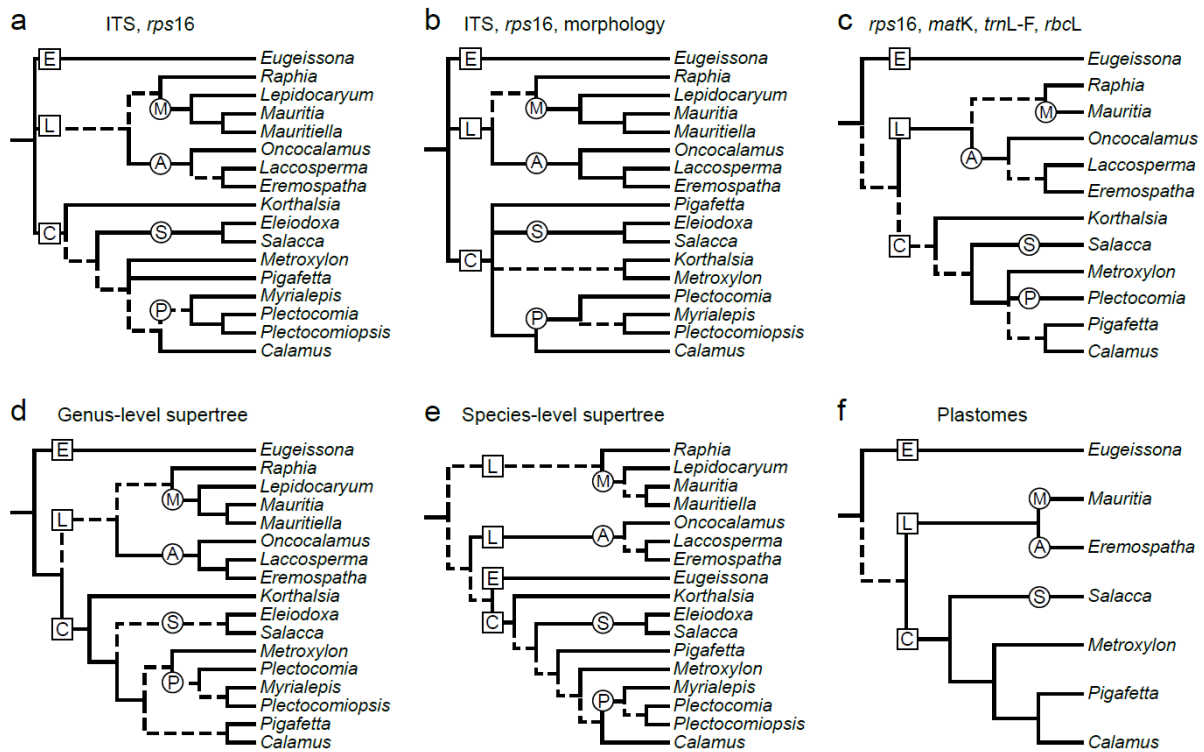 a ITS, rps16
E
Eugeissona
Raphia
M
Lepidocaryum
Mauritia
L
Mauritiella
Oncocalamus
A
Laccosperma
Eremospatha
Korthalsia
C
S
Eleiodoxa
Salacca
Metroxylon
Pigafetta
P
Myrialepis
Plectocomia
Plectocomiopsis
Calamus
b ITS, rps16, morphology
E
Eugeissona
Raphia
M
Lepidocaryum
Mauritia
L
Mauritiella
Oncocalamus
A
Laccosperma
Eremospatha
Pigafetta
S
Eleiodoxa
Salacca
C
Korthalsia
Metroxylon
Plectocomia
P
Myrialepis
Plectocomiopsis
Calamus
c rps16, matK, trnL-F, rbcL
E
Eugeissona
Raphia
M
Mauritia
L
Oncocalamus
A
Laccosperma
Eremospatha
Korthalsia
C
S
Salacca
Metroxylon
P
Plectocomia
Pigafetta
Calamus
d Genus-level supertree
E
Eugeissona
Raphia
M
Lepidocaryum
Mauritia
L
Mauritiella
Oncocalamus
A
Laccosperma
Eremospatha
Korthalsia
C
S
Eleiodoxa
Salacca
Metroxylon
P
Plectocomia
Myrialepis
Plectocomiopsis
Pigafetta
Calamus
e Species-level supertree
Raphia
L
M
Lepidocaryum
Mauritia
Mauritiella
Oncocalamus
L
A
Laccosperma
Eremospatha
E
Eugeissona
C
Korthalsia
S
Eleiodoxa
Salacca
Pigafetta
Metroxylon
P
Myrialepis
Plectocomia
Plectocomiopsis
Calamus
f Plastomes
E
Eugeissona
M
Mauritia
L
A
Eremospatha
S
Salacca
C
Metroxylon
Pigafetta
Calamus